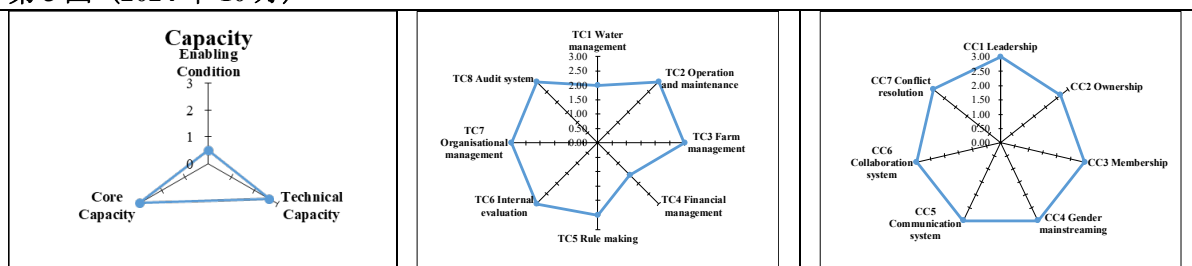 Capacity
Enabling
Condition
3
2
1
0
Core
Capacity
Technical
Capacity
TC1 Water
management
3.00
2.50
2.00
1.50
1.00
0.50
0.00
TC2 Operation
and maintenance
TC3 Farm
management
TC4 Financial
management
TC5 Rule making
TC6 Internal
evaluation
TC7
Organisational
management
TC8 Audit system
CC1 Leadership
3.00
2.50
2.00
1.50
1.00
0.50
0.00
CC2 Ownership
CC3 Membership
CC4 Gender
mainstreaming
CC5
Communication
system
CC6
Collaboration
system
CC7 Conflict
resolution